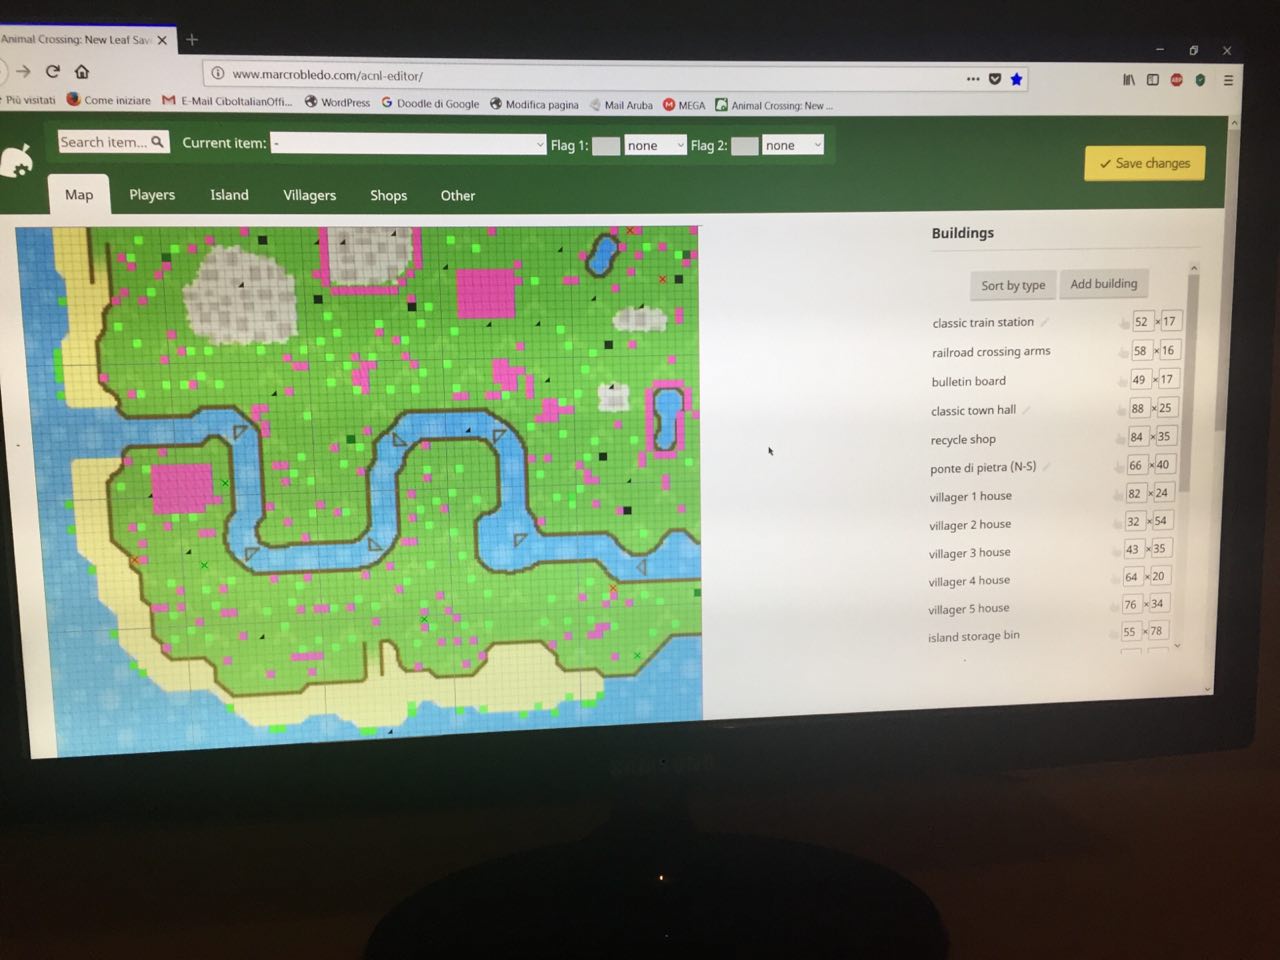 Animal Crossing: New Leaf Sav
www.marcrobledo.com/acnl-editor/
Più visitati
Come iniziare
E-Mail CiboItalianOffi...
WordPress
Doodle di Google
Modifica pagina
Mail Aruba
MEGA
Animal Crossing: New ...
Search item...
Current item:
-
Flag 1:
none
Flag 2:
none
✓ Save changes
Map
Players
Island
Villagers
Shops
Other
Buildings
Sort by type
Add building
classic train station 52 × 17
railroad crossing arms 58 × 16
bulletin board 49 × 17
classic town hall 88 × 25
recycle shop 84 × 35
ponte di pietra (N-S) 66 × 40
villager 1 house 82 × 24
villager 2 house 32 × 54
villager 3 house 43 × 35
villager 4 house 64 × 20
villager 5 house 76 × 34
island storage bin 55 × 78
SAMSUNG